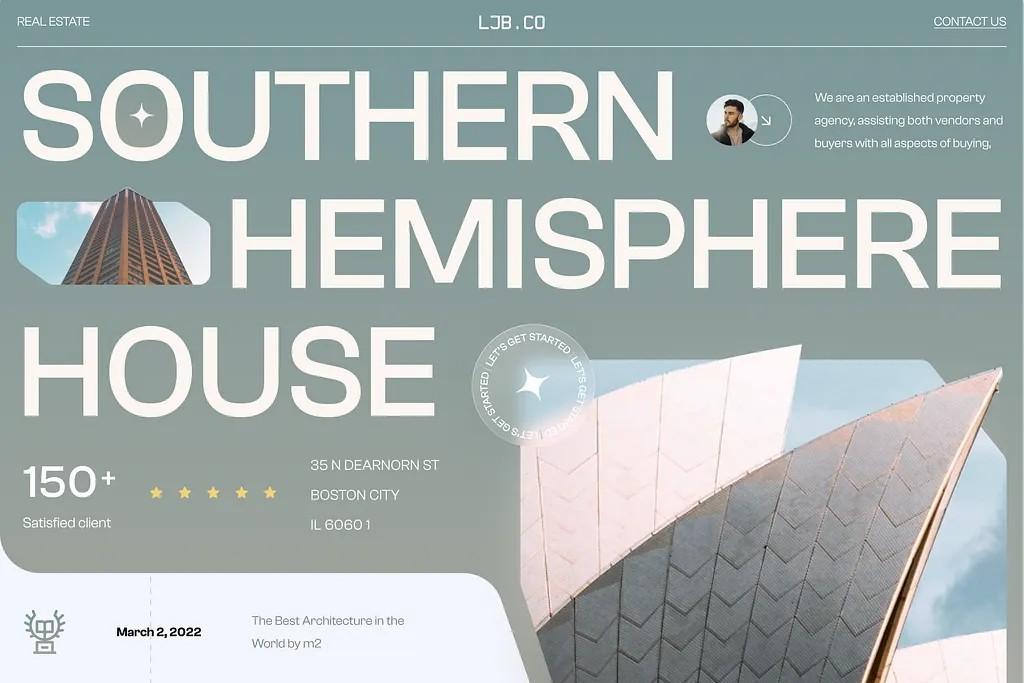 REAL ESTATE
LJB.CO
CONTACT US
SOUTHERN
We are an established property
agency, assisting both vendors and
buyers with all aspects of buying,
HEMISPHERE
HOUSE
LET'S GET STARTED LET'S GET STARTED LET'S GET STARTED
150+
Satisfied client
35 N DEARNORN ST
BOSTON CITY
IL 60601
March 2, 2022
The Best Architecture in the
World by m2